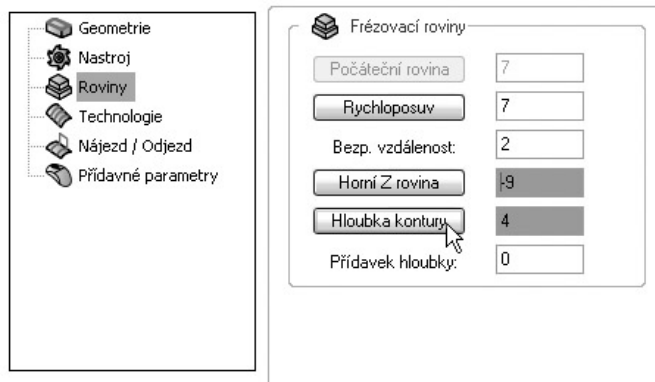 Geometrie
Nastroj
Roviny
Technologie
Nájezd / Odjezd
Přídavné parametry
Frézovací roviny
Počáteční rovina 7
Rychloposuv 7
Bezp. vzdálenost: 2
Horní Z rovina -9
Hloubka kontury 4
Přídavek hloubky: 0